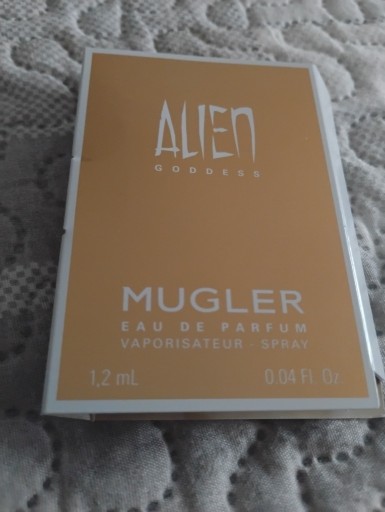 ALIEN
GODDESS
MUGLER
EAU DE PARFUM
VAPORISATEUR - SPRAY
1,2 mL 0.04 Fl. Oz.